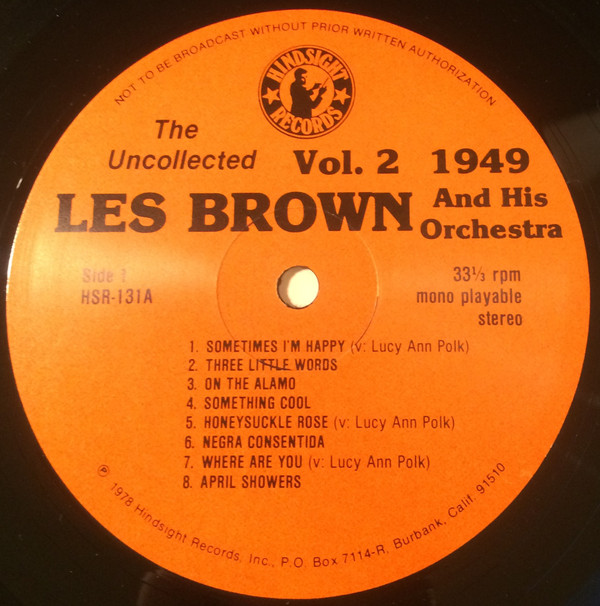 NOT TO BE BROADCAST WITHOUT PRIOR WRITTEN AUTHORIZATION
HINDSIGHT
RECORDS
The
Uncollected
Vol. 2 1949
LES BROWN
And His
Orchestra
Side 1
HSR-131A
33⅓ rpm
mono playable
stereo
1. SOMETIMES I'M HAPPY (v: Lucy Ann Polk)
2. THREE LITTLE WORDS
3. ON THE ALAMO
4. SOMETHING COOL
5. HONEYSUCKLE ROSE (v: Lucy Ann Polk)
6. NEGRA CONSENTIDA
7. WHERE ARE YOU (v: Lucy Ann Polk)
8. APRIL SHOWERS
℗ 1978 Hindsight Records, Inc., P.O. Box 7114-R, Burbank, Calif. 91510